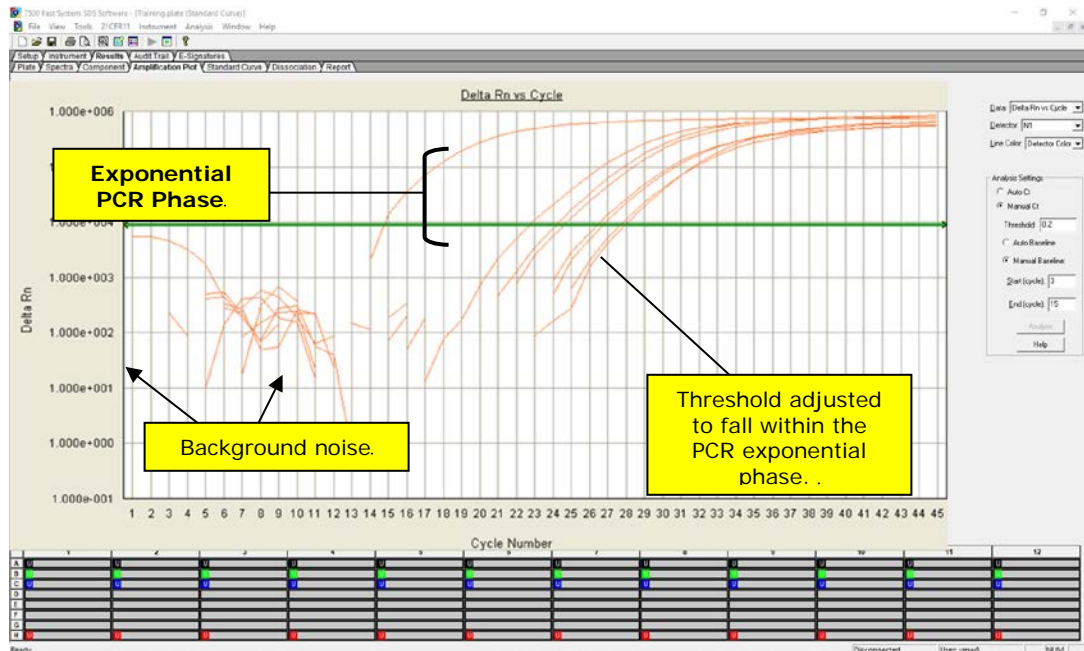 7500 Fast System SDS Software - [Training plate (Standard Curve)]
File View Tools 21CFR11 Instrument Analysis Window Help
Setup Instrument Results Audit Trail E-Signatures
Plate Spectra Component Amplification Plot Standard Curve Dissociation Report
Delta Rn vs Cycle
Data: Delta Rn vs Cycle
Detector: N1
Line Color: Detector Color
Analysis Settings
Auto Ct
Manual Ct
Threshold: 0.2
Auto Baseline
Manual Baseline:
Start (cycle): 3
End (cycle): 15
Analyze
Help
1.000e+006
1.000e+004
1.000e+003
1.000e+002
1.000e+001
1.000e+000
1.000e-001
Delta Rn
Exponential
PCR Phase.
Background noise.
Threshold adjusted
to fall within the
PCR exponential
phase. .
1 2 3 4 5 6 7 8 9 10 11 12 13 14 15 16 17 18 19 20 21 22 23 24 25 26 27 28 29 30 31 32 33 34 35 36 37 38 39 40 41 42 43 44 45
Cycle Number
1 2 3 4 5 6 7 8 9 10 11 12
A U U U U U U U U U U U
B
C U U U U U U U U U U U
D
E
F
G
H U U U U U U U U U U U
Ready
Disconnected
NUM